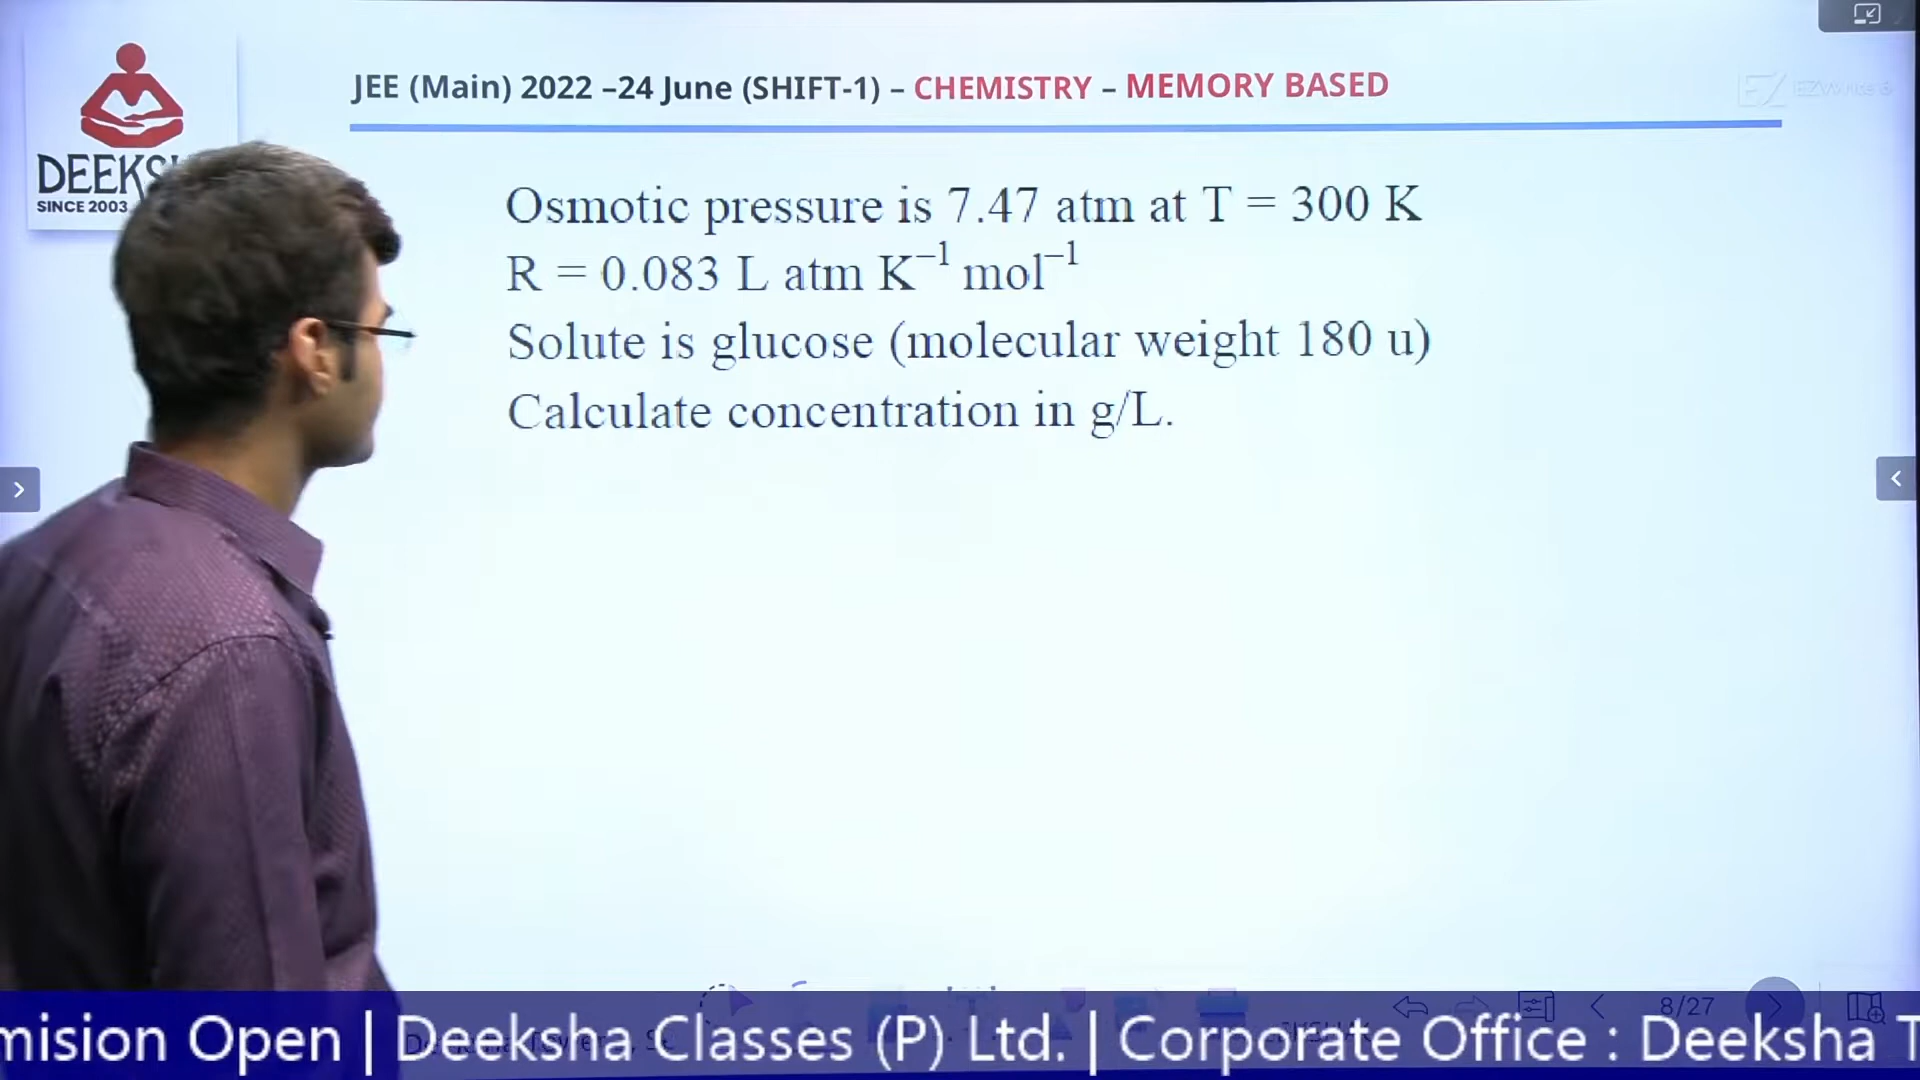 JEE (Main) 2022 –24 June (SHIFT-1) – CHEMISTRY – MEMORY BASED
EZWrite 6
DEEKS
SINCE 2003
Osmotic pressure is 7.47 atm at T = 300 K
R = 0.083 L atm K⁻¹ mol⁻¹
Solute is glucose (molecular weight 180 u)
Calculate concentration in g/L.
8/27
mision Open | Deeksha Classes (P) Ltd. | Corporate Office : Deeksha T